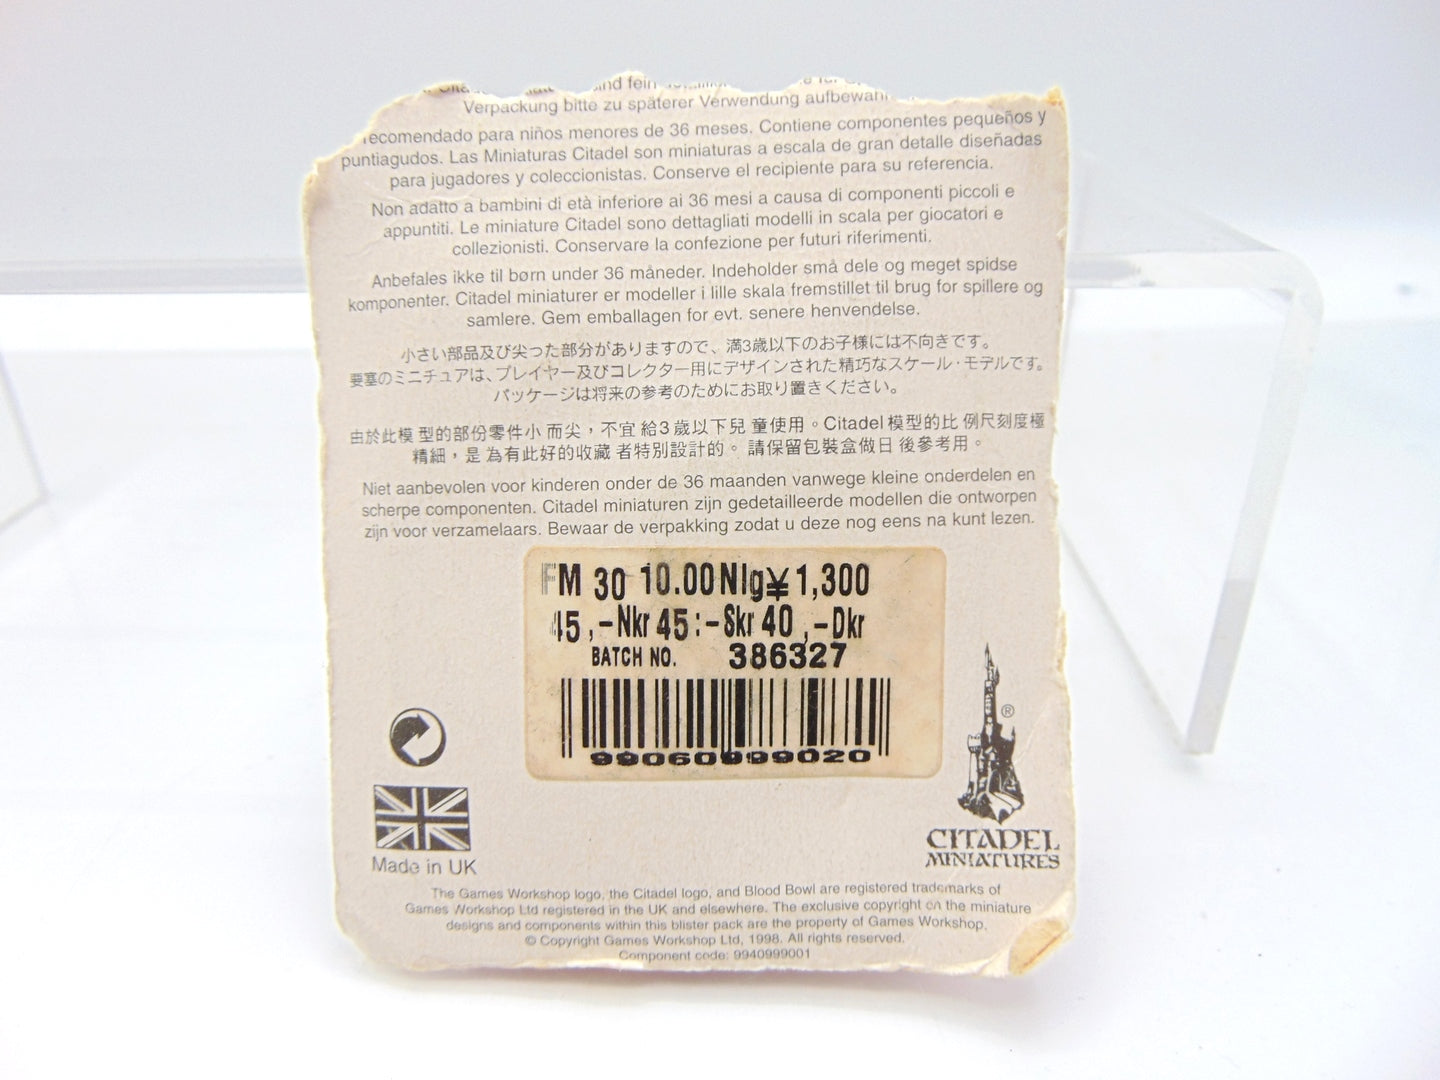 ind fein
Verpackung bitte zu späterer Verwendung
recomendado para niños menores de 36 meses. Contiene componentes pequeños y
puntiagudos. Las Miniaturas Citadel son miniaturas a escala de gran detalle diseñadas
para jugadores y coleccionistas. Conserve el recipiente para su referencia.
Non adatto a bambini di età inferiore ai 36 mesi a causa di componenti piccoli e
appuntiti. Le miniature Citadel sono dettagliati modelli in scala per giocatori e
collezionisti. Conservare la confezione per futuri riferimenti.
Anbefales ikke til børn under 36 måneder. Indeholder små dele og meget spidse
komponenter. Citadel miniaturer er modeller i lille skala fremstillet til brug for spillere og
samlere. Gem emballagen for evt. senere henvendelse.
小さい部品及び尖った部分がありますので、満3歳以下のお子様には不向きです。
要塞のミニチュアは、プレイヤー及びコレクター用にデザインされた精巧なスケール・モデルです。
パッケージは将来の参考のためにお取り置きください。
由於此模 型的部份零件小 而尖，不宜 給3 歲以下兒 童使用。Citadel 模型的比 例尺刻度極
精細，是 為有此好的收藏 者特別設計的。 請保留包裝盒做日 後參考用。
Niet aanbevolen voor kinderen onder de 36 maanden vanwege kleine onderdelen en
scherpe componenten. Citadel miniaturen zijn gedetailleerde modellen die ontworpen
zijn voor verzamelaars. Bewaar de verpakking zodat u deze nog eens na kunt lezen.
FM 30 10.00Nlg¥1,300
45,-Nkr 45:-Skr 40,-Dkr
BATCH NO. 386327
99060999020
®
CITADEL
MINIATURES
Made in UK
The Games Workshop logo, the Citadel logo, and Blood Bowl are registered trademarks of
Games Workshop Ltd registered in the UK and elsewhere. The exclusive copyright on the miniature
designs and components within this blister pack are the property of Games Workshop.
© Copyright Games Workshop Ltd, 1998. All rights reserved.
Component code: 9940999001